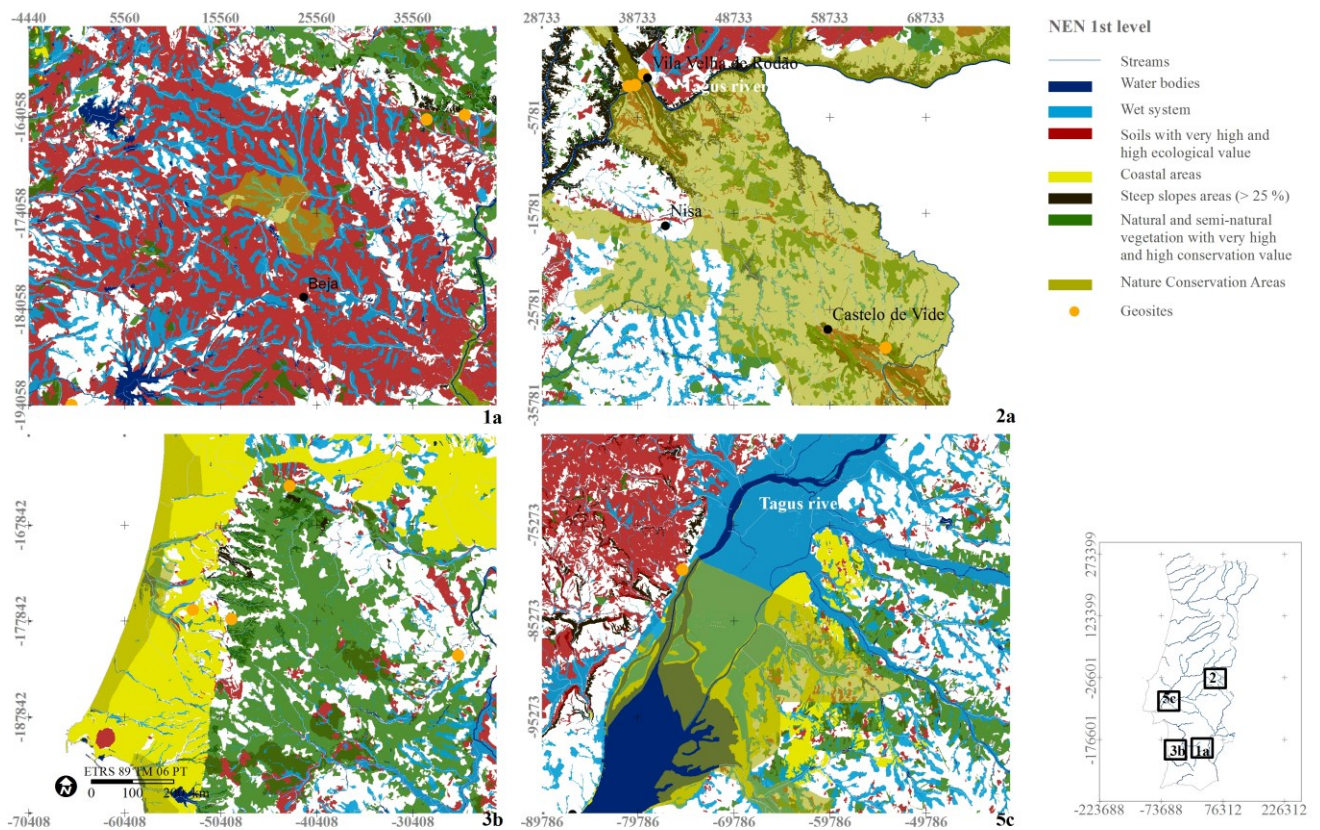 -4440 5560 15560 25560 35560
28733 38733 48733 58733 68733
NEN 1st level
Streams
Water bodies
Wet system
Soils with very high and
high ecological value
Coastal areas
Steep slopes areas (> 25 %)
Natural and semi-natural
vegetation with very high
and high conservation value
Nature Conservation Areas
Geosites
-164058
-174058
-184058
-194058
Beja
1a
-5781
-15781
-25781
-35781
Vila Velha de Rodão
Tagus river
Nisa
Castelo de Vide
2a
-167842
-177842
-187842
ETRS 89 TM 06 PT
0 100 200 km
3b
-70408 -60408 -50408 -40408 -30408
-75273
-85273
-95273
Tagus river
5c
-89786 -79786 -69786 -59786 -49786
273399
123399
-26601
-176601
2
5c
3b
1a
-223688 -73688 76312 226312